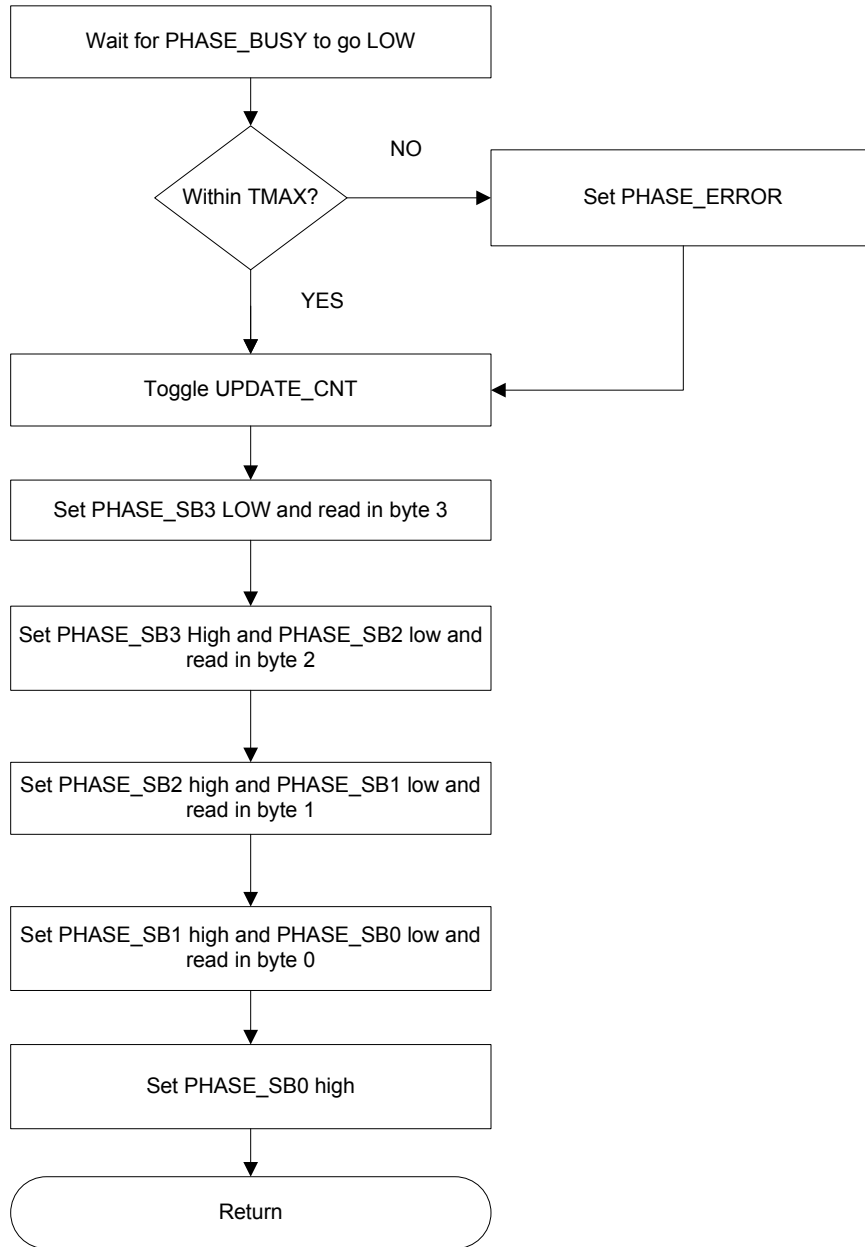 Wait for PHASE_BUSY to go LOW
NO
Within TMAX?
Set PHASE_ERROR
YES
Toggle UPDATE_CNT
Set PHASE_SB3 LOW and read in byte 3
Set PHASE_SB3 High and PHASE_SB2 low and
read in byte 2
Set PHASE_SB2 high and PHASE_SB1 low and
read in byte 1
Set PHASE_SB1 high and PHASE_SB0 low and
read in byte 0
Set PHASE_SB0 high
Return